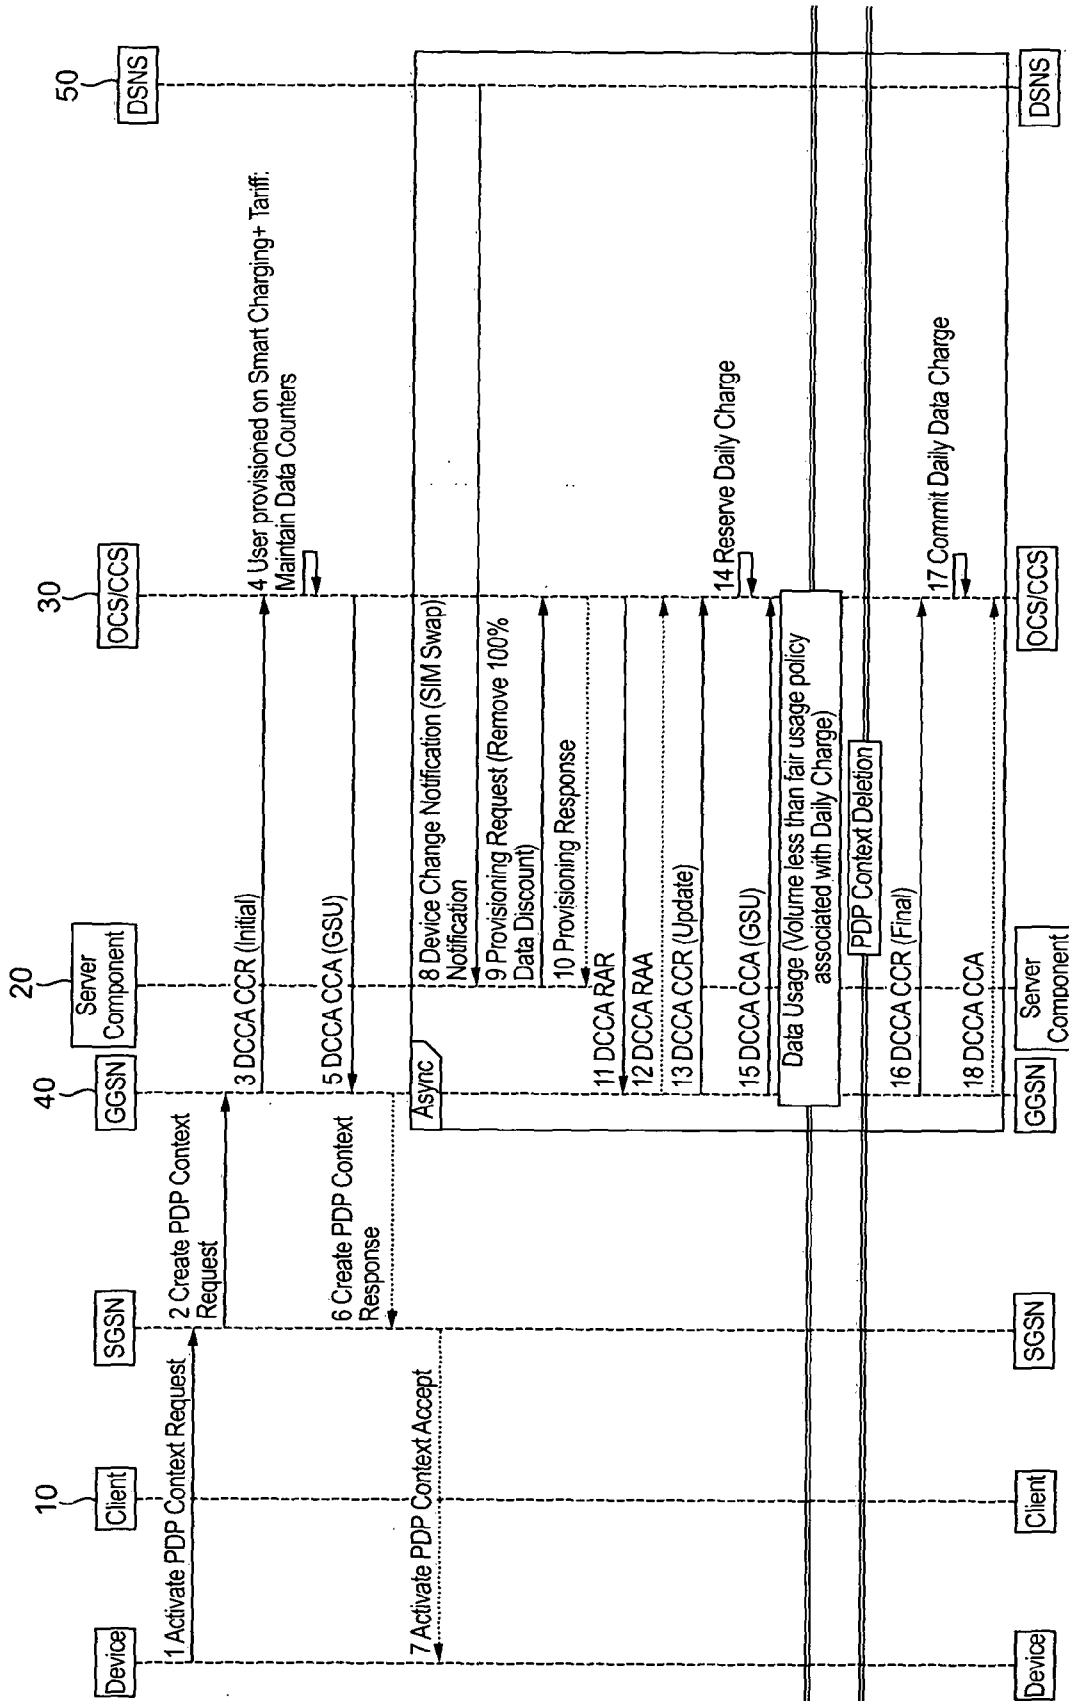 10
20
40
30
50
Device
Client
SGSN
GGSN
Server
Component
OCS/CCS
DSNS
1 Activate PDP Context Request
2 Create PDP Context
Request
3 DCCA CCR (Initial)
4 User provisioned on Smart Charging+ Tariff:
Maintain Data Counters
5 DCCA CCA (GSU)
6 Create PDP Context
Response
7 Activate PDP Context Accept
Async
8 Device Change Notification (SIM Swap)
Notification
9 Provisioning Request (Remove 100%
Data Discount)
10 Provisioning Response
11 DCCA RAR
12 DCCA RAA
13 DCCA CCR (Update)
14 Reserve Daily Charge
15 DCCA CCA (GSU)
Data Usage (Volume less than fair usage policy
associated with Daily Charge)
PDP Context Deletion
16 DCCA CCR (Final)
17 Commit Daily Data Charge
18 DCCA CCA
Device
Client
SGSN
GGSN
Server
Component
OCS/CCS
DSNS